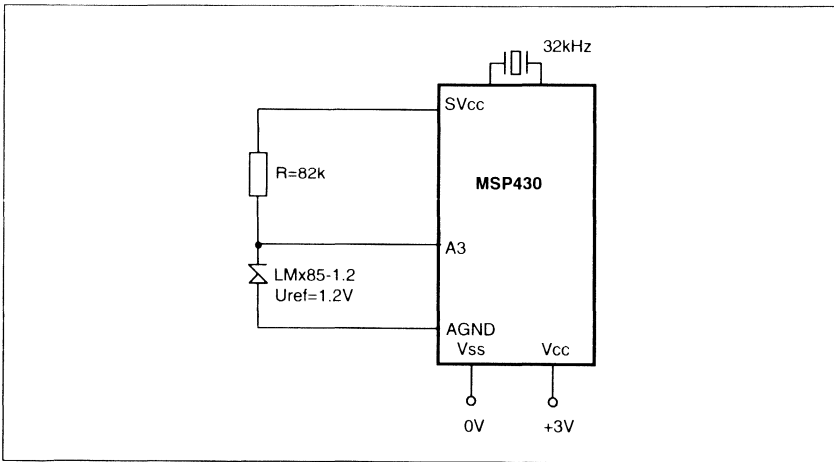 32kHz
SVcc
R=82k
MSP430
A3
LMx85-1.2
Uref=1.2V
AGND
Vss
Vcc
0V
+3V